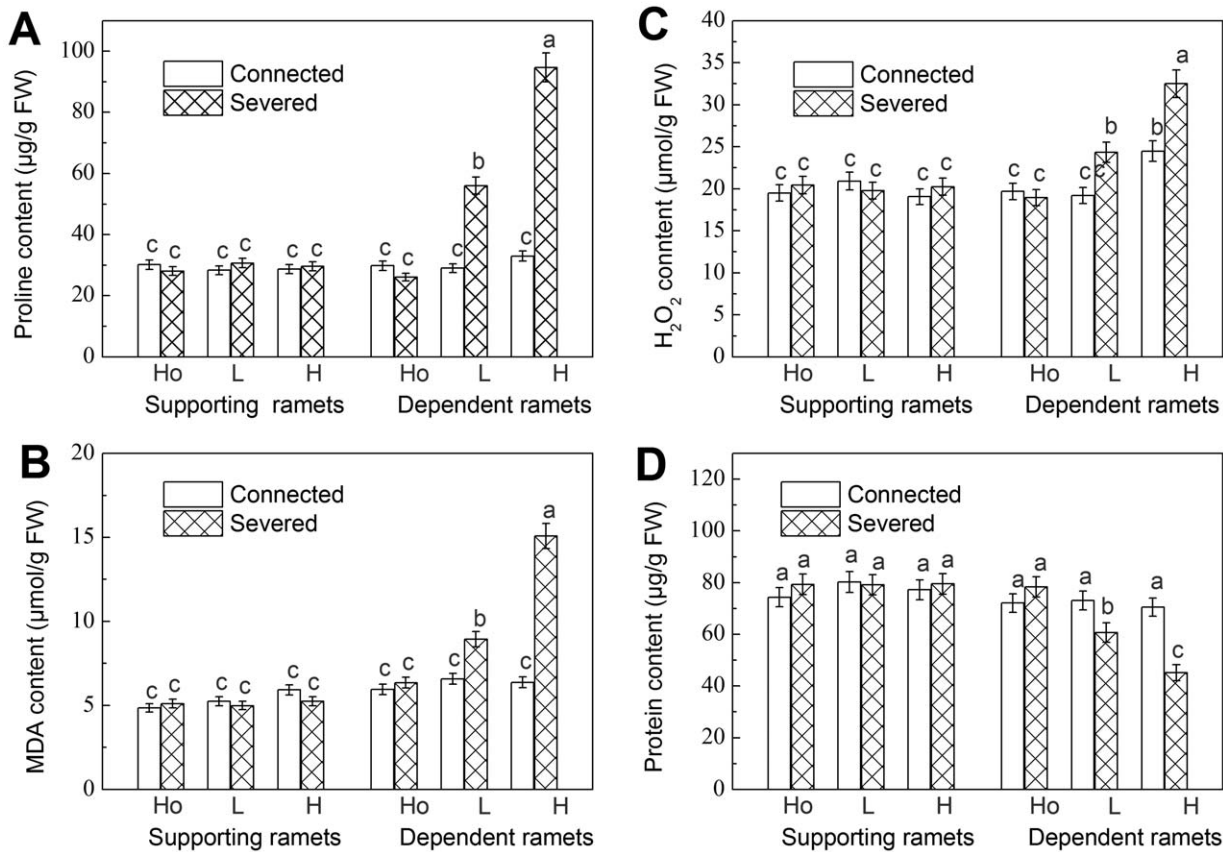 A
Proline content (µg/g FW)
100
80
60
40
20
0
Connected
Severed
c c c c c c c c c b c a
Ho L H Ho L H
Supporting ramets Dependent ramets
C
H₂O₂ content (µmol/g FW)
40
35
30
25
20
15
10
5
0
Connected
Severed
c c c c c c c c c b b a
Ho L H Ho L H
Supporting ramets Dependent ramets
B
MDA content (µmol/g FW)
20
15
10
5
0
Connected
Severed
c c c c c c c c c b c a
Ho L H Ho L H
Supporting ramets Dependent ramets
D
Protein content (µg/g FW)
120
100
80
60
40
20
0
Connected
Severed
a a a a a a a a a b a c
Ho L H Ho L H
Supporting ramets Dependent ramets